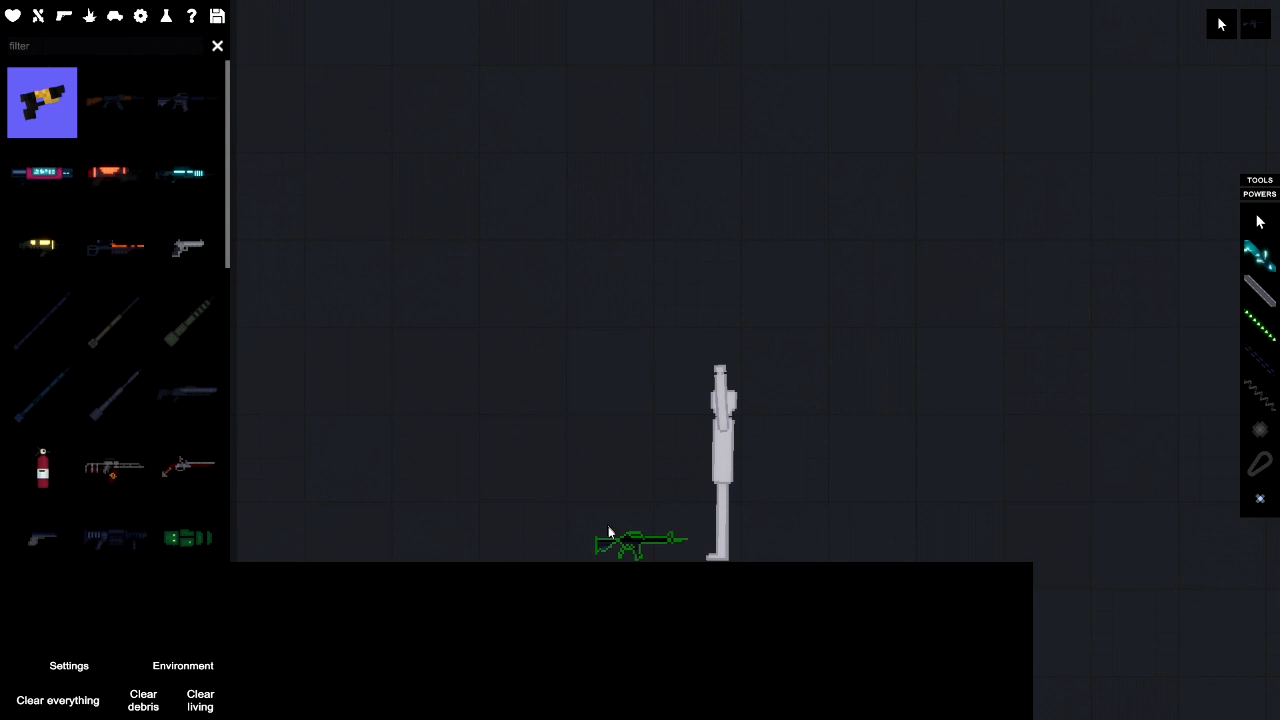 filter
TOOLS
POWERS
Settings
Environment
Clear everything
Clear
debris
Clear
living